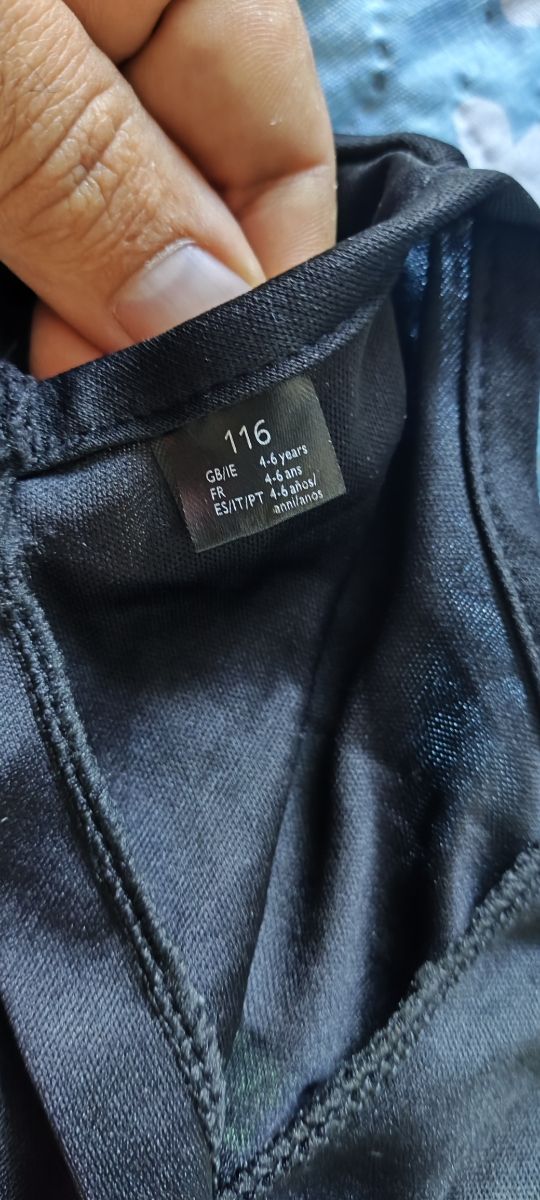 116
GB/IE 4-6 years
FR 4-6 ans
ES/IT/PT 4-6 años/
anni/anos